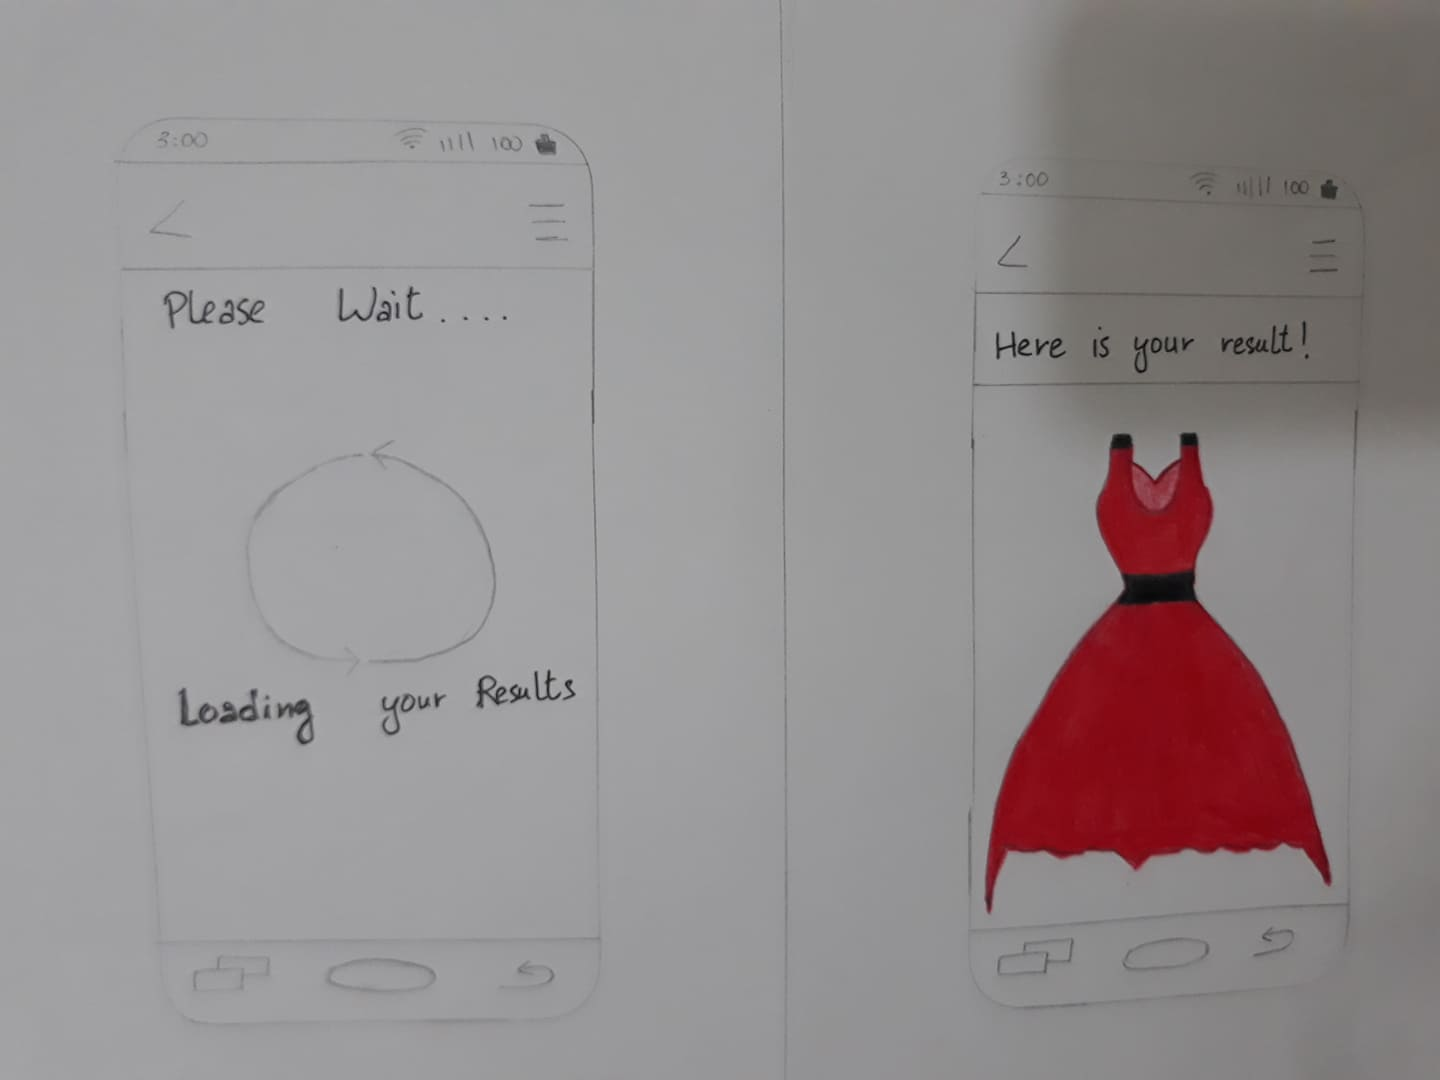 3:00 100
Please Wait....
Loading your Results
3:00 100
Here is your result!